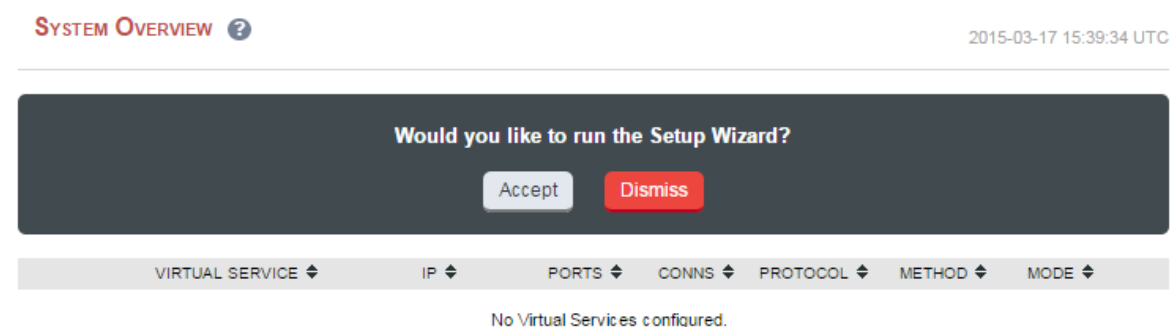 System Overview ?
2015-03-17 15:39:34 UTC
Would you like to run the Setup Wizard?
Accept Dismiss
VIRTUAL SERVICE IP PORTS CONNS PROTOCOL METHOD MODE
No Virtual Services configured.